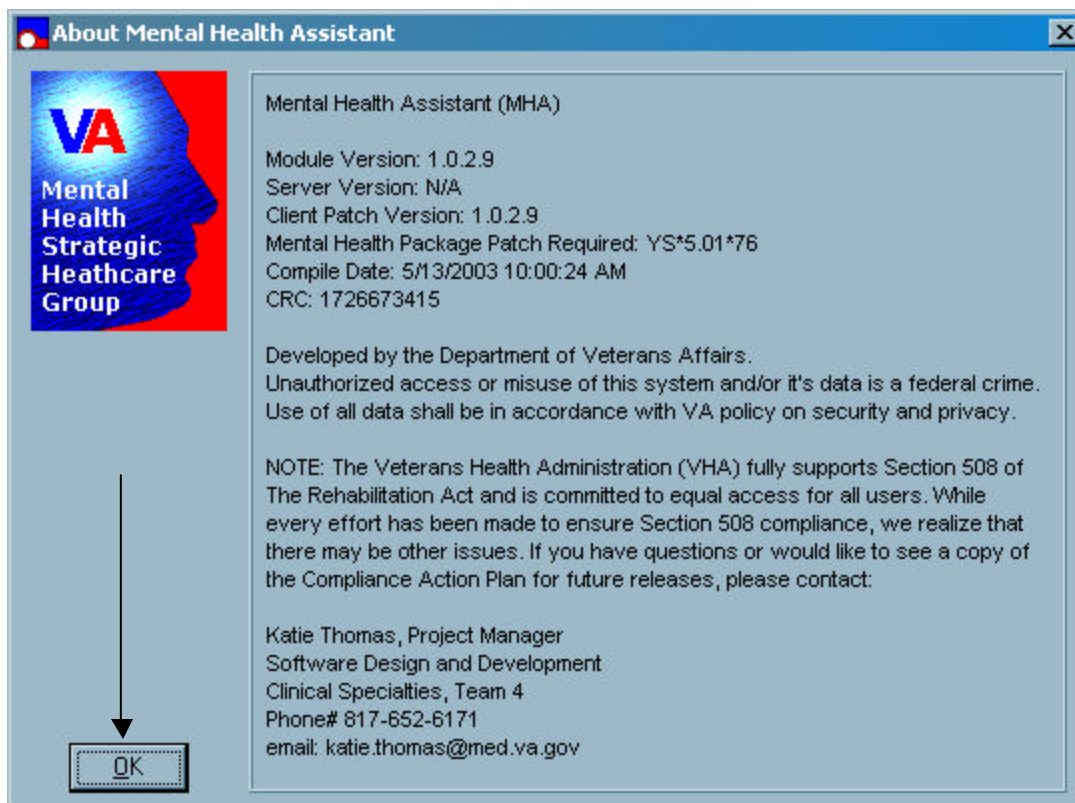 About Mental Health Assistant
VA
Mental
Health
Strategic
Heathcare
Group
Mental Health Assistant (MHA)
Module Version: 1.0.2.9
Server Version: N/A
Client Patch Version: 1.0.2.9
Mental Health Package Patch Required: YS*5.01*76
Compile Date: 5/13/2003 10:00:24 AM
CRC: 1726673415
Developed by the Department of Veterans Affairs.
Unauthorized access or misuse of this system and/or it's data is a federal crime.
Use of all data shall be in accordance with VA policy on security and privacy.
NOTE: The Veterans Health Administration (VHA) fully supports Section 508 of
The Rehabilitation Act and is committed to equal access for all users. While
every effort has been made to ensure Section 508 compliance, we realize that
there may be other issues. If you have questions or would like to see a copy of
the Compliance Action Plan for future releases, please contact:
Katie Thomas, Project Manager
Software Design and Development
Clinical Specialties, Team 4
Phone# 817-652-6171
email: katie.thomas@med.va.gov
OK